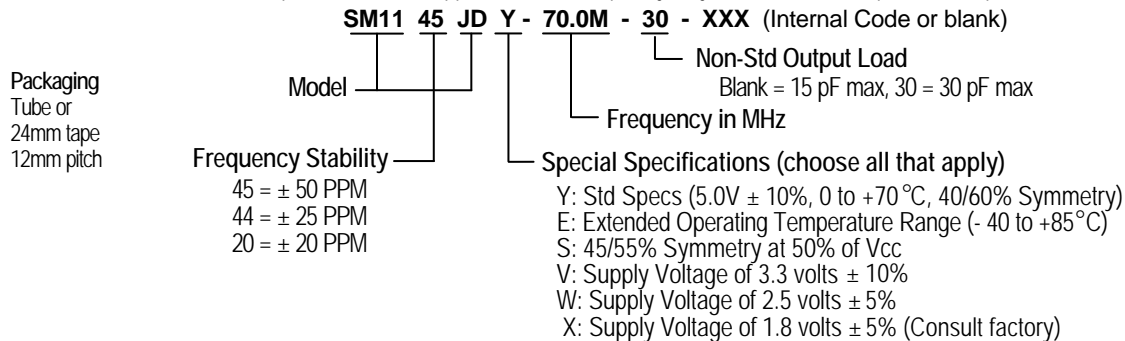 SM11 45 JD Y - 70.0M - 30 - XXX (Internal Code or blank)
Non-Std Output Load
Blank = 15 pF max, 30 = 30 pF max
Packaging
Tube or
24mm tape
12mm pitch
Model
Frequency in MHz
Frequency Stability
45 = ± 50 PPM
44 = ± 25 PPM
20 = ± 20 PPM
Special Specifications (choose all that apply)
Y: Std Specs (5.0V ± 10%, 0 to +70°C, 40/60% Symmetry)
E: Extended Operating Temperature Range (- 40 to +85°C)
S: 45/55% Symmetry at 50% of Vcc
V: Supply Voltage of 3.3 volts ± 10%
W: Supply Voltage of 2.5 volts ± 5%
X: Supply Voltage of 1.8 volts ± 5% (Consult factory)